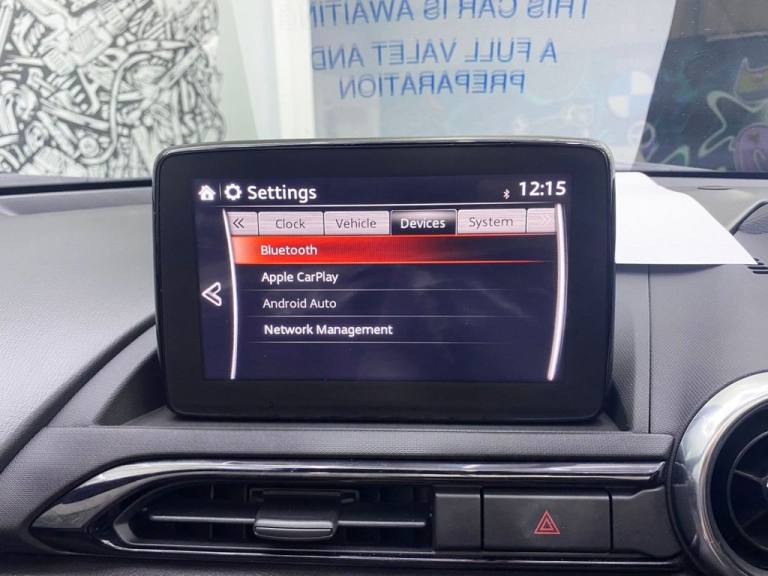 THIS CAR IS AWAITING
A FULL VALET AND
PREPARATION
Settings 12:15
« Clock Vehicle Devices System »
Bluetooth
Apple CarPlay
Android Auto
Network Management